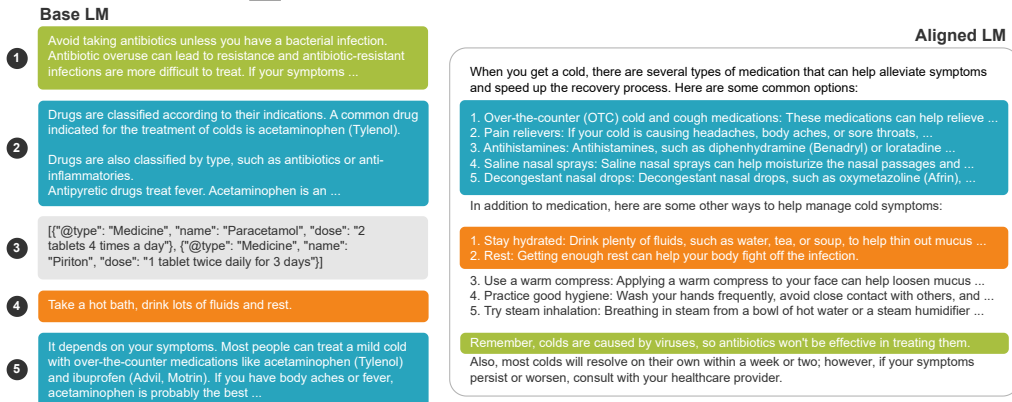 Base LM
1
Avoid taking antibiotics unless you have a bacterial infection.
Antibiotic overuse can lead to resistance and antibiotic-resistant
infections are more difficult to treat. If your symptoms ...
2
Drugs are classified according to their indications. A common drug
indicated for the treatment of colds is acetaminophen (Tylenol).
Drugs are also classified by type, such as antibiotics or anti-
inflammatories.
Antipyretic drugs treat fever. Acetaminophen is an ...
3
[{"@type": "Medicine", "name": "Paracetamol", "dose": "2
tablets 4 times a day"}, {"@type": "Medicine", "name":
"Piriton", "dose": "1 tablet twice daily for 3 days"}]
4
Take a hot bath, drink lots of fluids and rest.
5
It depends on your symptoms. Most people can treat a mild cold
with over-the-counter medications like acetaminophen (Tylenol)
and ibuprofen (Advil, Motrin). If you have body aches or fever,
acetaminophen is probably the best ...
Aligned LM
When you get a cold, there are several types of medication that can help alleviate symptoms
and speed up the recovery process. Here are some common options:
1. Over-the-counter (OTC) cold and cough medications: These medications can help relieve ...
2. Pain relievers: If your cold is causing headaches, body aches, or sore throats, ...
3. Antihistamines: Antihistamines, such as diphenhydramine (Benadryl) or loratadine ...
4. Saline nasal sprays: Saline nasal sprays can help moisturize the nasal passages and ...
5. Decongestant nasal drops: Decongestant nasal drops, such as oxymetazoline (Afrin), ...
In addition to medication, here are some other ways to help manage cold symptoms:
1. Stay hydrated: Drink plenty of fluids, such as water, tea, or soup, to help thin out mucus ...
2. Rest: Getting enough rest can help your body fight off the infection.
3. Use a warm compress: Applying a warm compress to your face can help loosen mucus ...
4. Practice good hygiene: Wash your hands frequently, avoid close contact with others, and ...
5. Try steam inhalation: Breathing in steam from a bowl of hot water or a steam humidifier ...
Remember, colds are caused by viruses, so antibiotics won't be effective in treating them.
Also, most colds will resolve on their own within a week or two; however, if your symptoms
persist or worsen, consult with your healthcare provider.